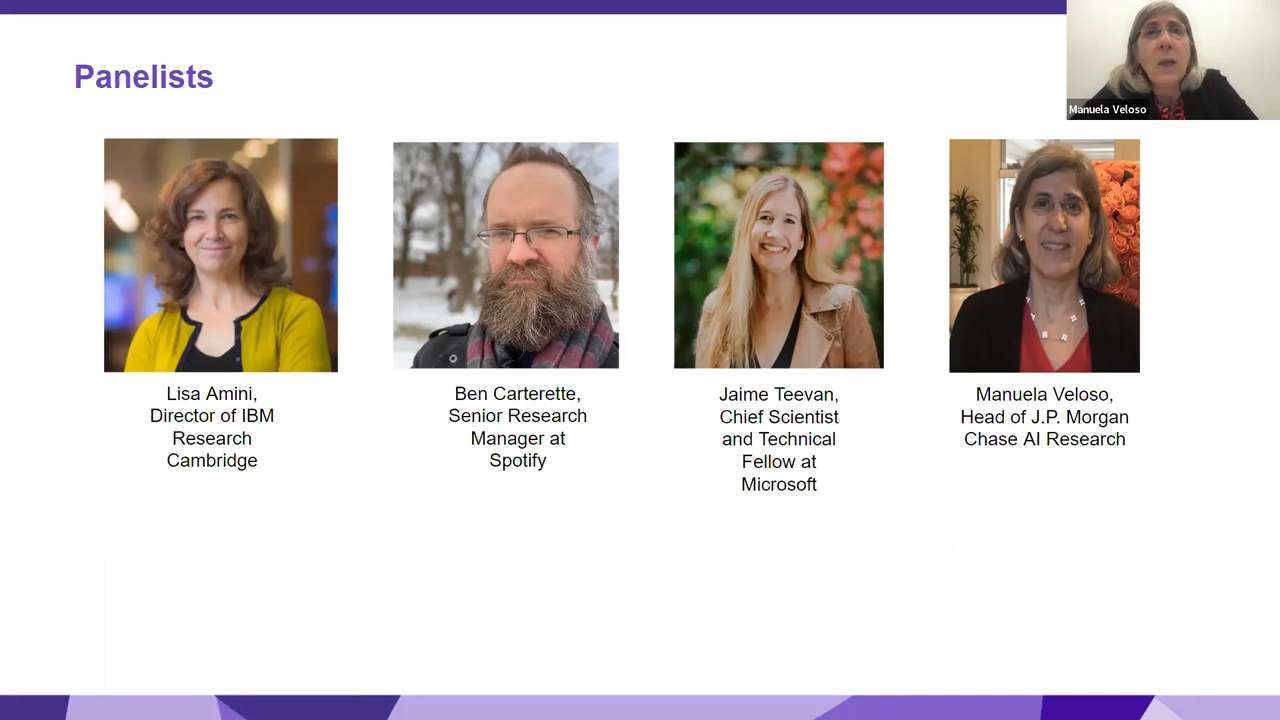 Panelists
Manuela Veloso
Lisa Amini,
Director of IBM
Research
Cambridge
Ben Carterette,
Senior Research
Manager at
Spotify
Jaime Teevan,
Chief Scientist
and Technical
Fellow at
Microsoft
Manuela Veloso,
Head of J.P. Morgan
Chase AI Research